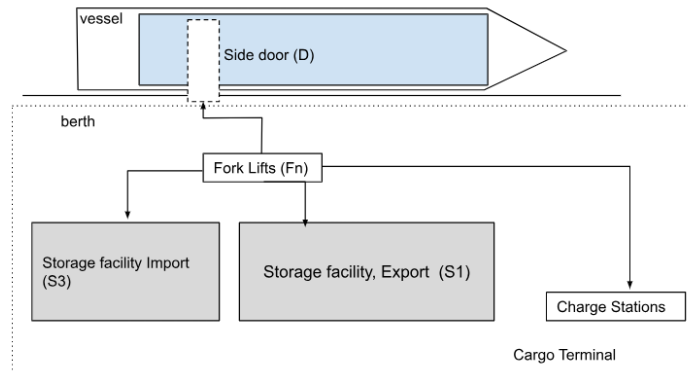 vessel
Side door (D)
berth
Fork Lifts (Fn)
Storage facility Import
(S3)
Storage facility, Export (S1)
Charge Stations
Cargo Terminal